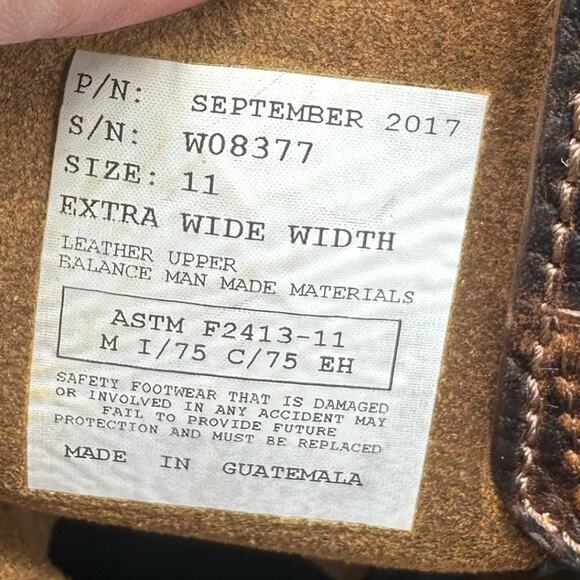 P/N: SEPTEMBER 2017
S/N: W08377
SIZE: 11
EXTRA WIDE WIDTH
LEATHER UPPER
BALANCE MAN MADE MATERIALS
ASTM F2413-11
M I/75 C/75 EH
SAFETY FOOTWEAR THAT IS DAMAGED
OR INVOLVED IN ANY ACCIDENT MAY
FAIL TO PROVIDE FUTURE
PROTECTION AND MUST BE REPLACED
MADE IN GUATEMALA